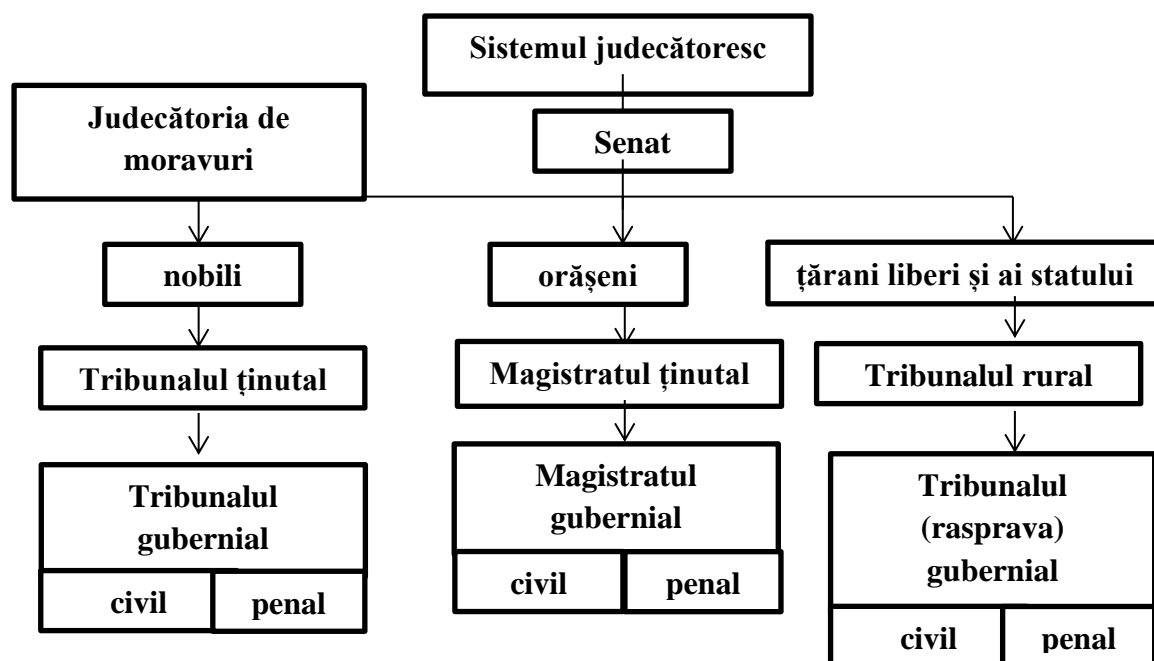 Sistemul judecătoresc
Judecătoria de
moravuri
Senat
nobili
orășeni
țărani liberi și ai statului
Tribunalul ținutal
Magistratul ținutal
Tribunalul rural
Tribunalul
gubernial
civil
penal
Magistratul
gubernial
civil
penal
Tribunalul
(rasprava)
gubernial
civil
penal